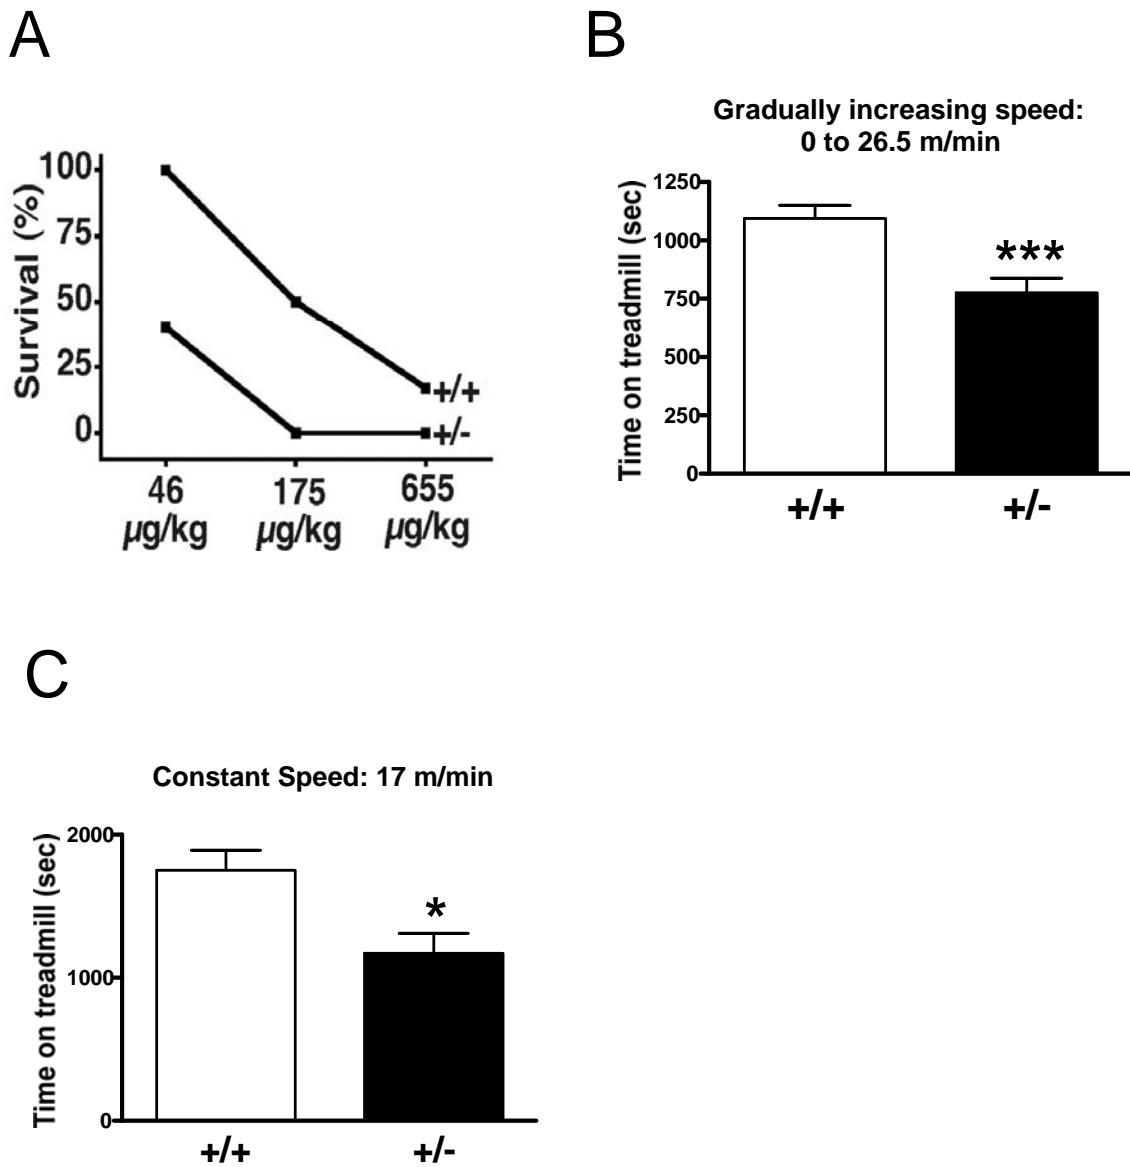 A
Survival (%)
100
75
50
25
0
+/+
+/-
46
µg/kg
175
µg/kg
655
µg/kg
B
Gradually increasing speed:
0 to 26.5 m/min
Time on treadmill (sec)
1250
1000
750
500
250
0
***
+/+
+/-
C
Constant Speed: 17 m/min
Time on treadmill (sec)
2000
1000
0
*
+/+
+/-